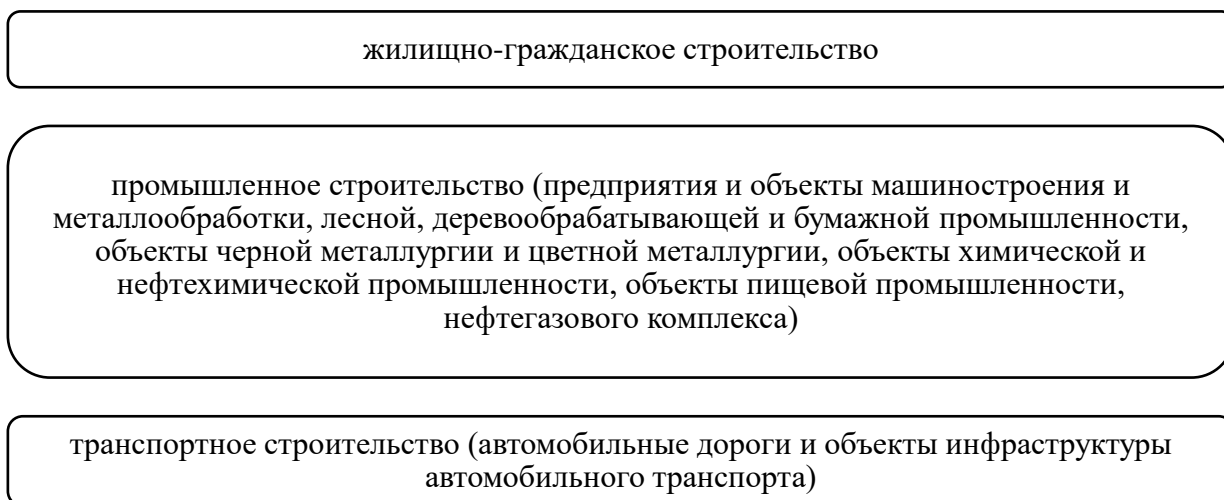 жилищно-гражданское строительство
промышленное строительство (предприятия и объекты машиностроения и
металлообработки, лесной, деревообрабатывающей и бумажной промышленности,
объекты черной металлургии и цветной металлургии, объекты химической и
нефтехимической промышленности, объекты пищевой промышленности,
нефтегазового комплекса)
транспортное строительство (автомобильные дороги и объекты инфраструктуры
автомобильного транспорта)